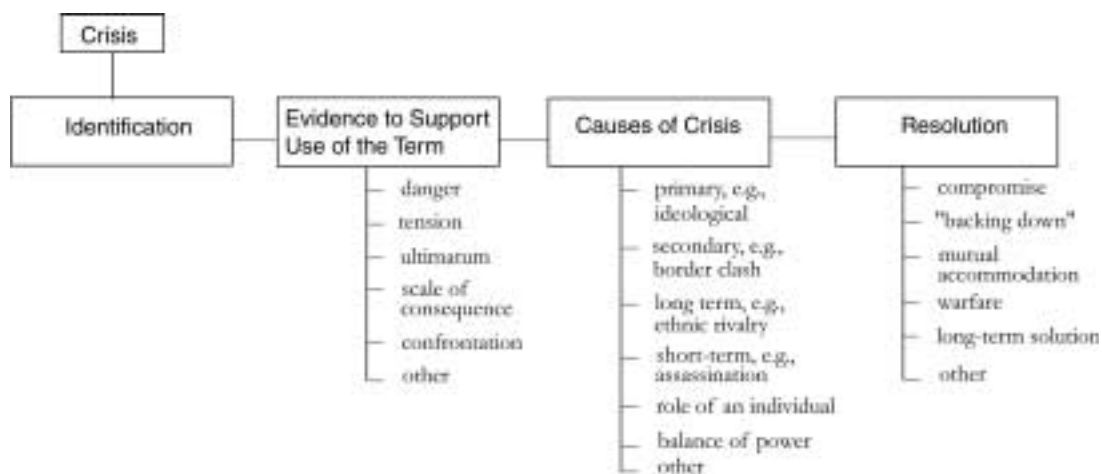 Crisis
Identification
Evidence to Support
Use of the Term
danger
tension
ultimatum
scale of
consequence
confrontation
other
Causes of Crisis
primary, e.g.,
ideological
secondary, e.g.,
border clash
long term, e.g.,
ethnic rivalry
short-term, e.g.,
assassination
role of an individual
balance of power
other
Resolution
compromise
"backing down"
mutual
accommodation
warfare
long-term solution
other